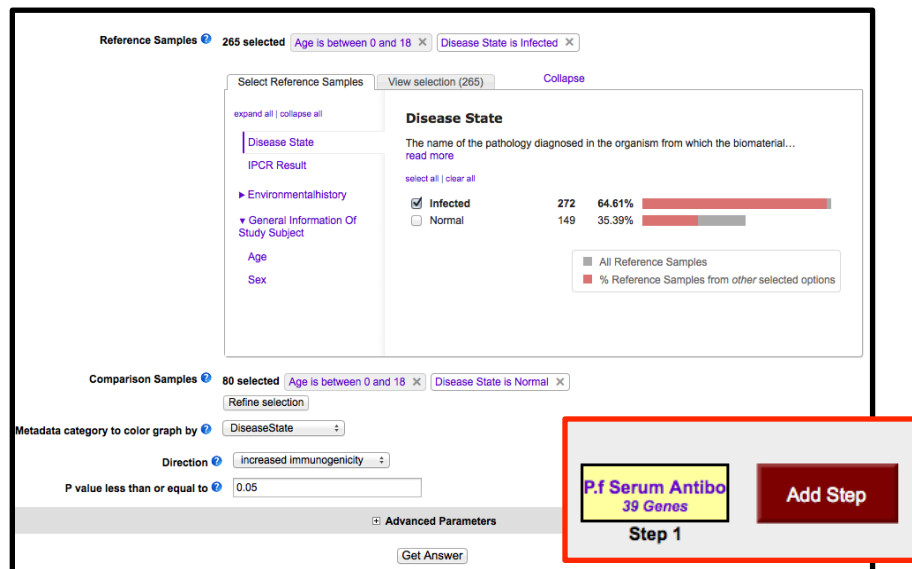 Reference Samples ? 265 selected Age is between 0 and 18 × Disease State is Infected ×
Select Reference Samples View selection (265) Collapse
expand all | collapse all
Disease State
IPCR Result
▶ Environmentalhistory
▼ General Information Of
Study Subject
Age
Sex
Disease State
The name of the pathology diagnosed in the organism from which the biomaterial...
read more
select all | clear all
Infected 272 64.61%
Normal 149 35.39%
All Reference Samples
% Reference Samples from other selected options
Comparison Samples ? 80 selected Age is between 0 and 18 × Disease State is Normal ×
Refine selection
Metadata category to color graph by ? DiseaseState
Direction ? increased immunogenicity
P value less than or equal to ? 0.05
Advanced Parameters
Get Answer
P.f Serum Antibo
39 Genes
Step 1
Add Step